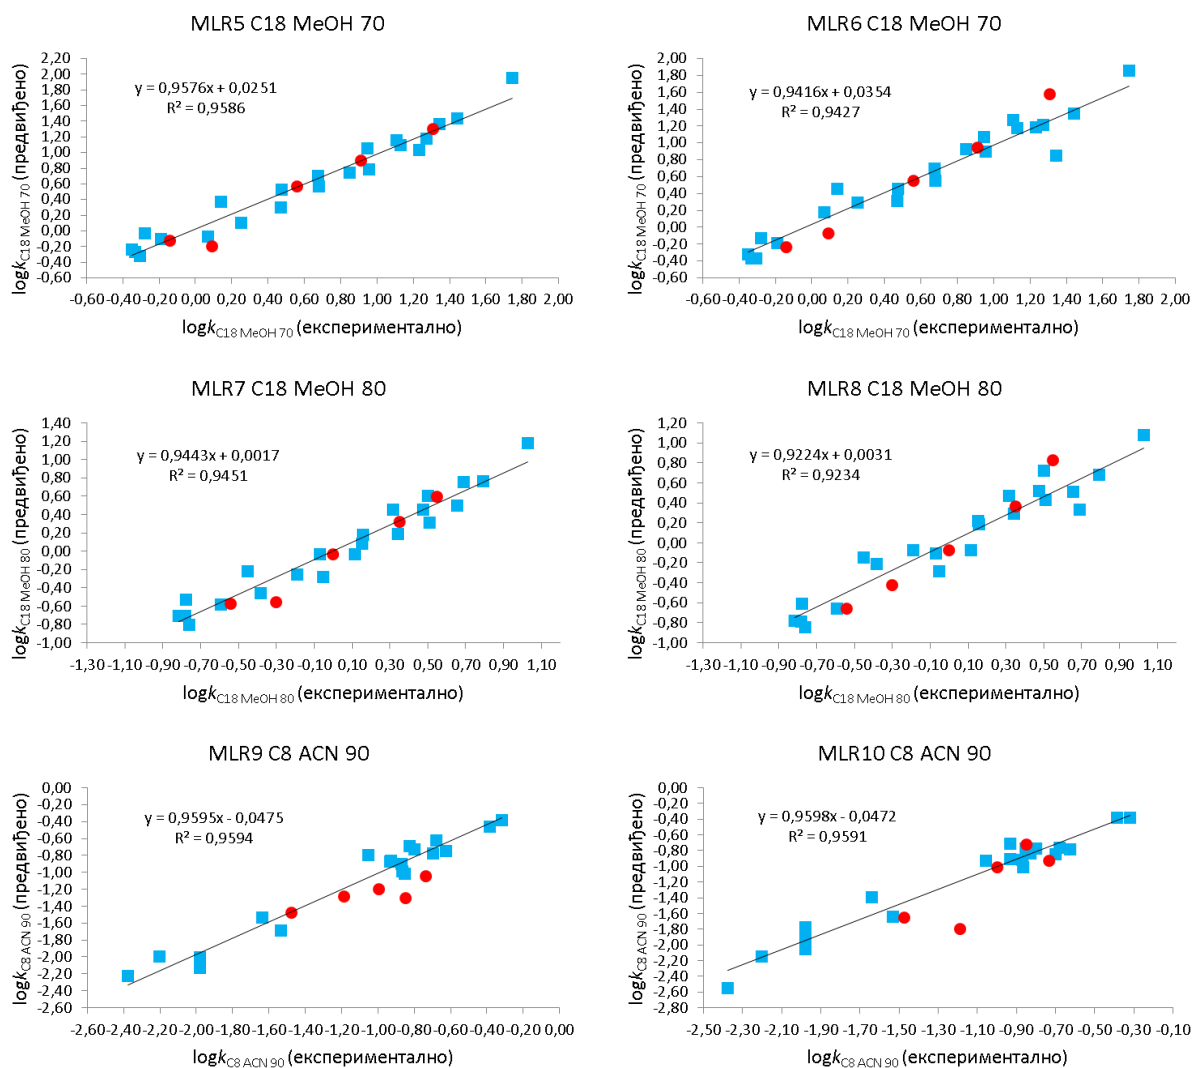 MLR5 C18 MeOH 70
2,20
2,00
1,80
1,60
1,40
1,20
1,00
0,80
0,60
0,40
0,20
0,00
-0,20
-0,40
-0,60
y = 0,9576x + 0,0251
R² = 0,9586
-0,60 -0,40 -0,20 0,00 0,20 0,40 0,60 0,80 1,00 1,20 1,40 1,60 1,80 2,00
logkC18 MeOH 70 (предвиђено)
logkC18 MeOH 70 (експериментално)
MLR6 C18 MeOH 70
2,00
1,80
1,60
1,40
1,20
1,00
0,80
0,60
0,40
0,20
0,00
-0,20
-0,40
-0,60
y = 0,9416x + 0,0354
R² = 0,9427
-0,60 -0,40 -0,20 0,00 0,20 0,40 0,60 0,80 1,00 1,20 1,40 1,60 1,80 2,00
logkC18 MeOH 70 (предвиђено)
logkC18 MeOH 70 (експериментално)
MLR7 C18 MeOH 80
1,40
1,20
1,00
0,80
0,60
0,40
0,20
0,00
-0,20
-0,40
-0,60
-0,80
-1,00
y = 0,9443x + 0,0017
R² = 0,9451
-1,30 -1,10 -0,90 -0,70 -0,50 -0,30 -0,10 0,10 0,30 0,50 0,70 0,90 1,10
logkC18 MeOH 80 (предвиђено)
logkC18 MeOH 80 (експериментално)
MLR8 C18 MeOH 80
1,20
1,00
0,80
0,60
0,40
0,20
0,00
-0,20
-0,40
-0,60
-0,80
-1,00
y = 0,9224x + 0,0031
R² = 0,9234
-1,30 -1,10 -0,90 -0,70 -0,50 -0,30 -0,10 0,10 0,30 0,50 0,70 0,90 1,10
logkC18 MeOH 80 (предвиђено)
logkC18 MeOH 80 (експериментално)
MLR9 C8 ACN 90
0,00
-0,20
-0,40
-0,60
-0,80
-1,00
-1,20
-1,40
-1,60
-1,80
-2,00
-2,20
-2,40
-2,60
y = 0,9595x - 0,0475
R² = 0,9594
-2,60 -2,40 -2,20 -2,00 -1,80 -1,60 -1,40 -1,20 -1,00 -0,80 -0,60 -0,40 -0,20 0,00
logkC8 ACN 90 (предвиђено)
logkC8 ACN 90 (експериментално)
MLR10 C8 ACN 90
0,00
-0,20
-0,40
-0,60
-0,80
-1,00
-1,20
-1,40
-1,60
-1,80
-2,00
-2,20
-2,40
-2,60
-2,80
y = 0,9598x - 0,0472
R² = 0,9591
-2,50 -2,30 -2,10 -1,90 -1,70 -1,50 -1,30 -1,10 -0,90 -0,70 -0,50 -0,30 -0,10
logkC8 ACN 90 (предвиђено)
logkC8 ACN 90 (експериментално)